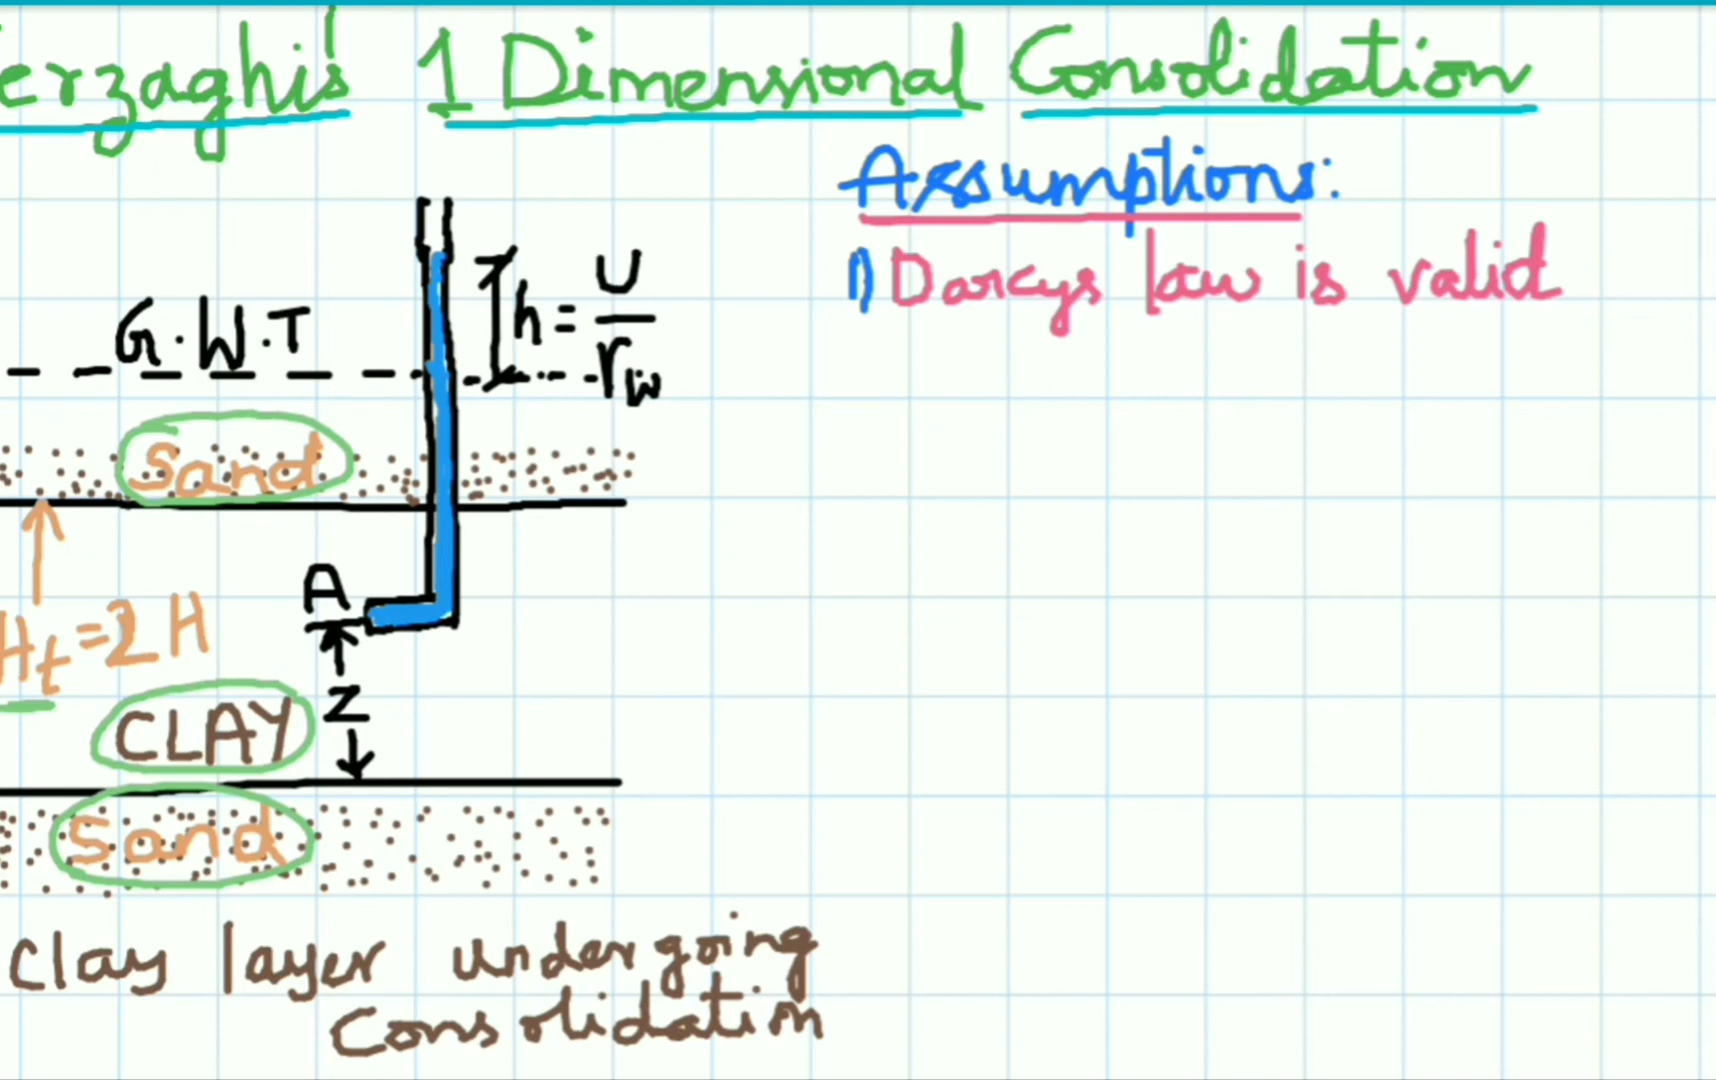 erzaghi's 1 Dimensional Consolidation
Assumptions:
1) Darcys law is valid
h = u / rw
G.W.T
Sand
A
Ht = 2H
Z
CLAY
Sand
Clay layer undergoing
Consolidation